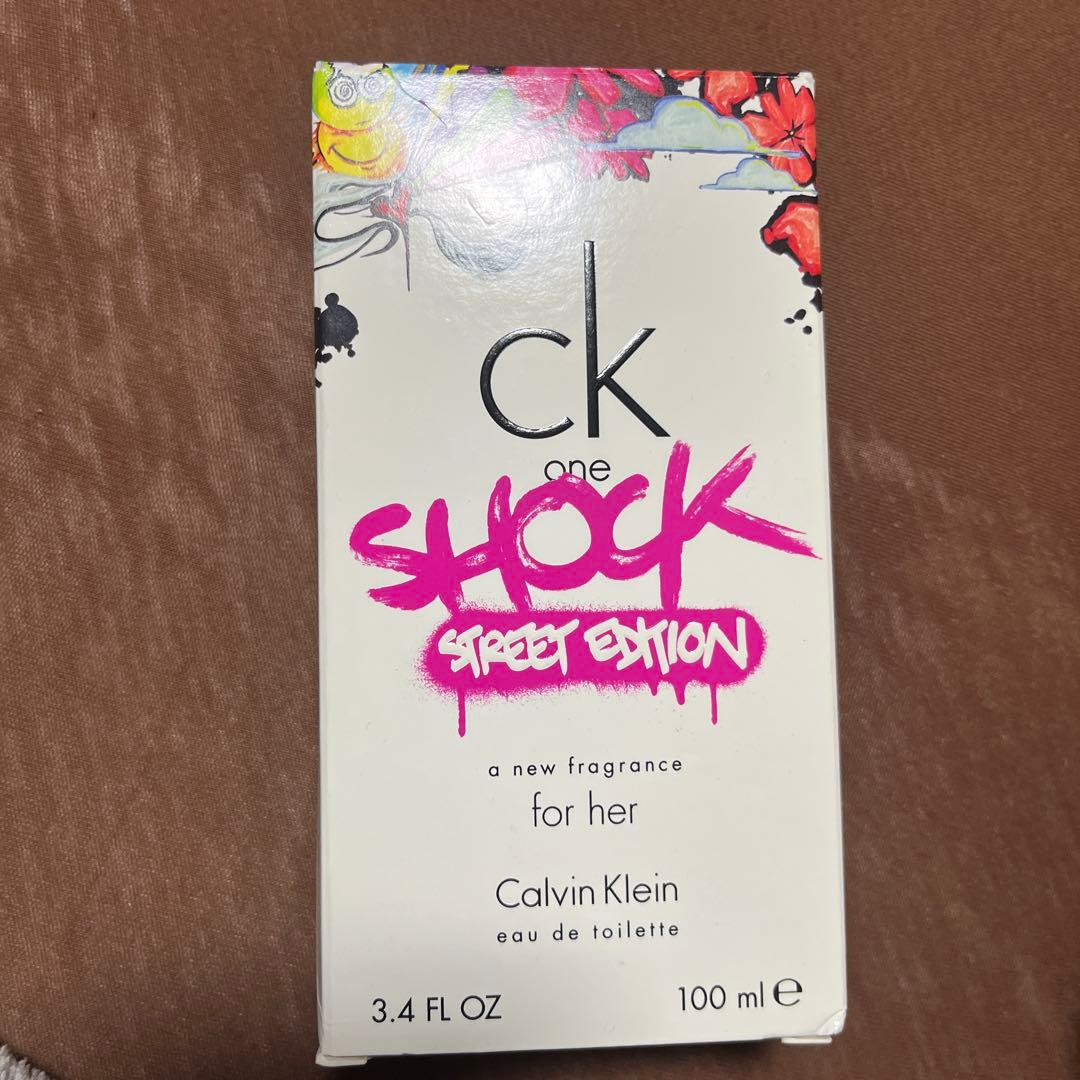 ck
one
SHOCK
STREET EDITION
a new fragrance
for her
Calvin Klein
eau de toilette
3.4 FL OZ 100 ml ℮